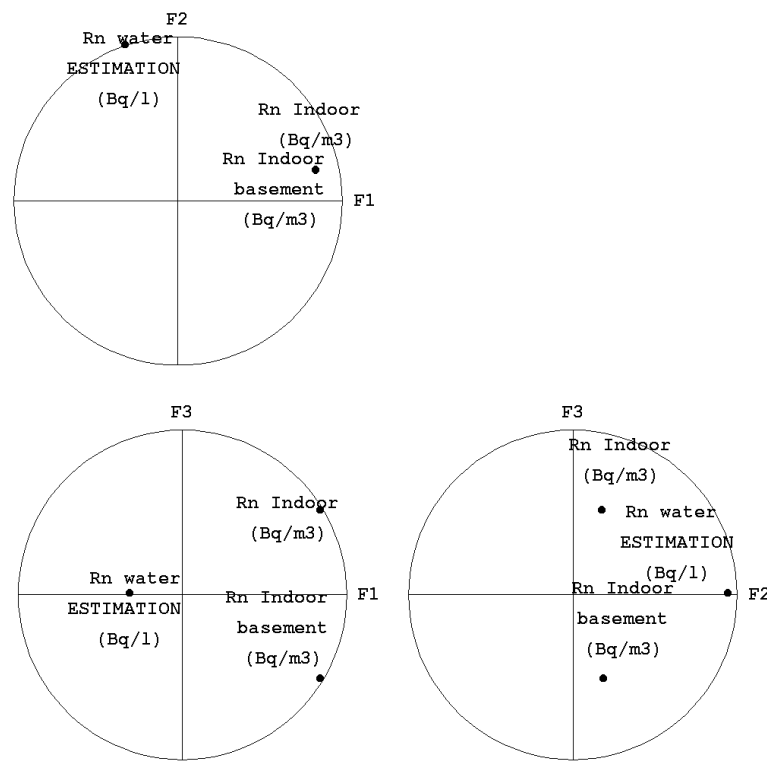 F2
Rn water
ESTIMATION
(Bq/l)
Rn Indoor
(Bq/m3)
Rn Indoor
basement
(Bq/m3)
F1
F3
Rn Indoor
(Bq/m3)
Rn water
ESTIMATION
(Bq/l)
Rn Indoor
basement
(Bq/m3)
F1
F3
Rn Indoor
(Bq/m3)
Rn water
ESTIMATION
(Bq/l)
Rn Indoor
basement
(Bq/m3)
F2